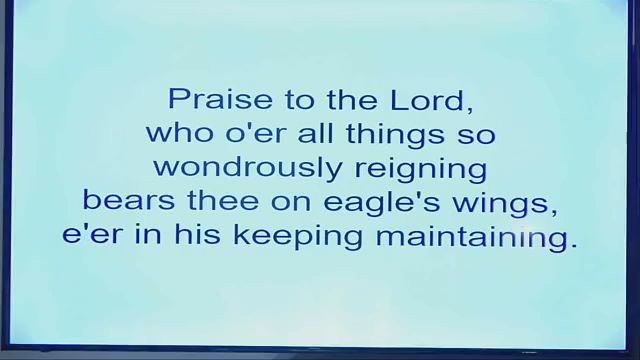 Praise to the Lord,
who o'er all things so
wondrously reigning
bears thee on eagle's wings,
e'er in his keeping maintaining.